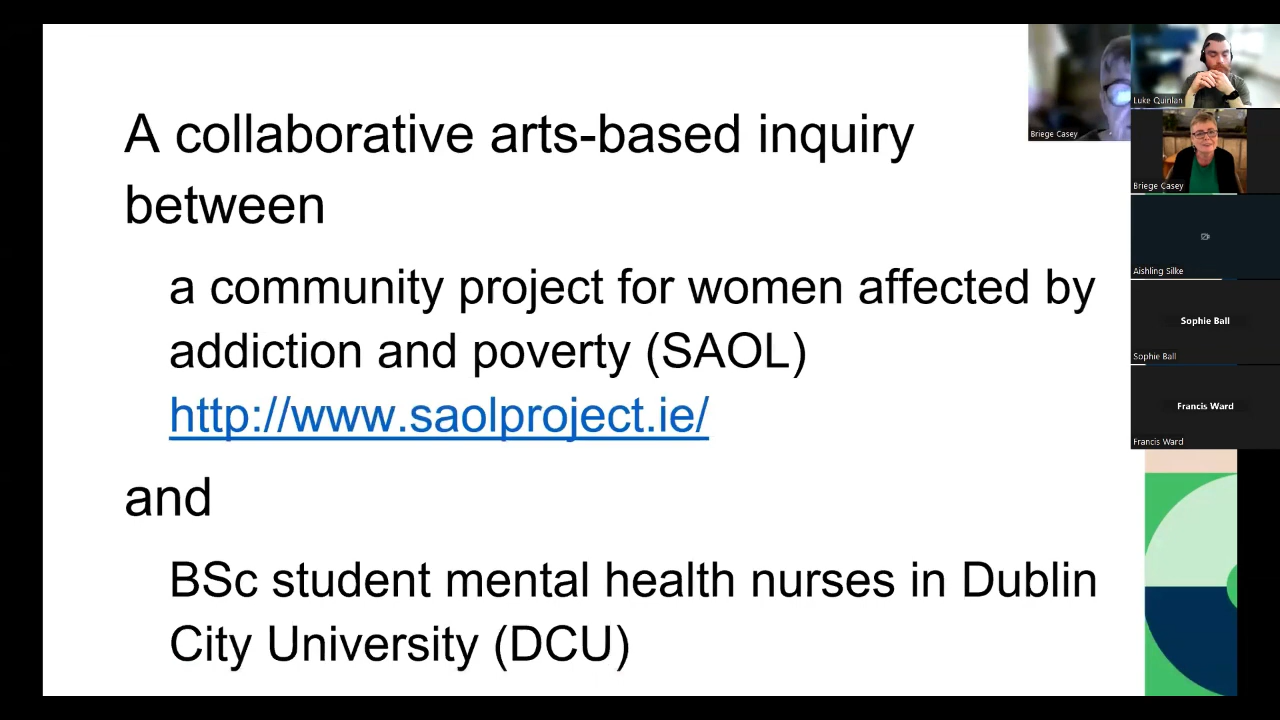 A collaborative arts-based inquiry
between
a community project for women affected by
addiction and poverty (SAOL)
http://www.saolproject.ie/
and
BSc student mental health nurses in Dublin
City University (DCU)
Briege Casey
Luke Quinlan
Briege Casey
Aishling Silke
Sophie Ball
Sophie Ball
Francis Ward
Francis Ward